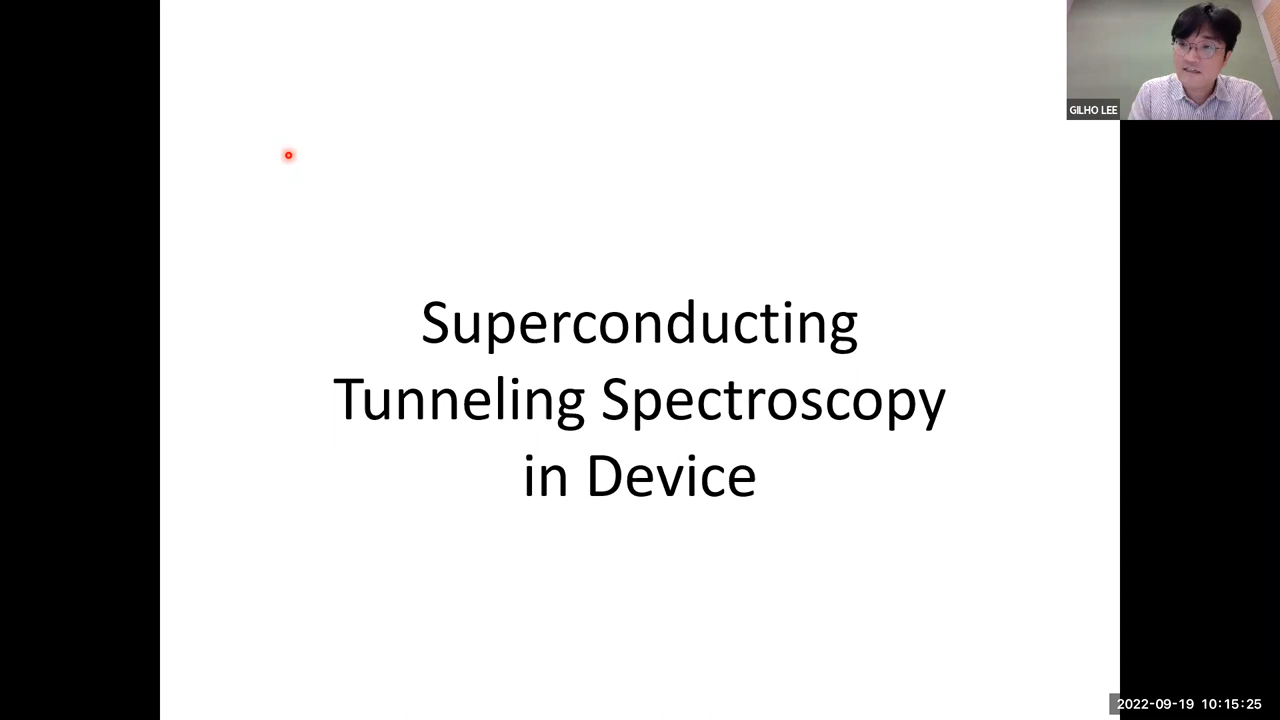 GILHO LEE
Superconducting
Tunneling Spectroscopy
in Device
2022-09-19 10:15:25